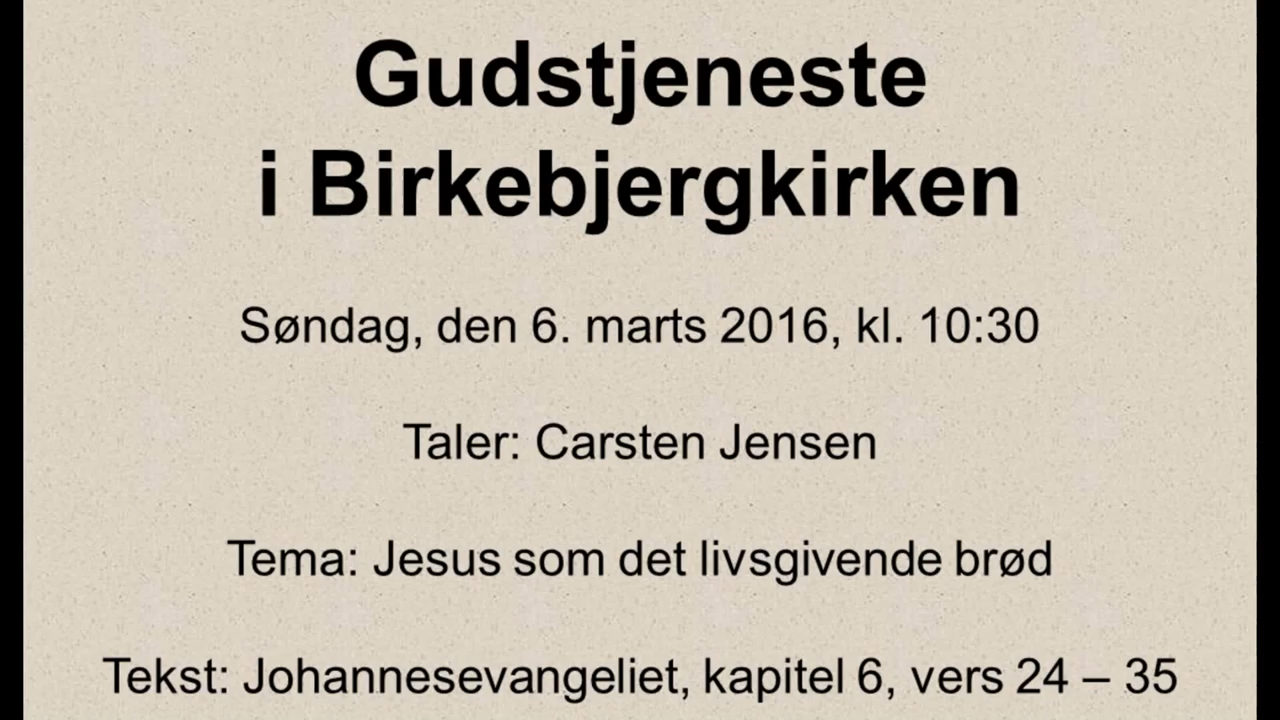 Gudstjeneste
i Birkebjergkirken
Søndag, den 6. marts 2016, kl. 10:30
Taler: Carsten Jensen
Tema: Jesus som det livsgivende brød
Tekst: Johannesevangeliet, kapitel 6, vers 24 – 35